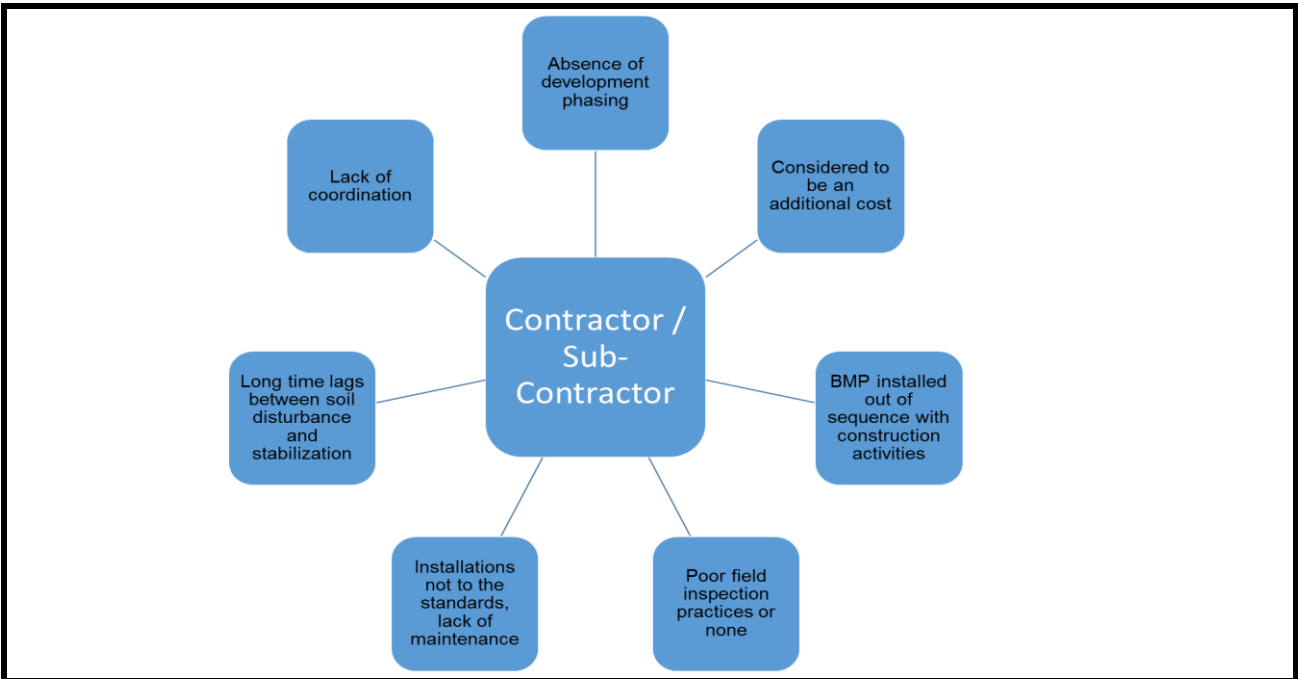 Absence of
development
phasing
Considered to
be an
additional cost
BMP installed
out of
sequence with
construction
activities
Poor field
inspection
practices or
none
Installations
not to the
standards,
lack of
maintenance
Long time lags
between soil
disturbance
and
stabilization
Lack of
coordination
Contractor /
Sub-
Contractor